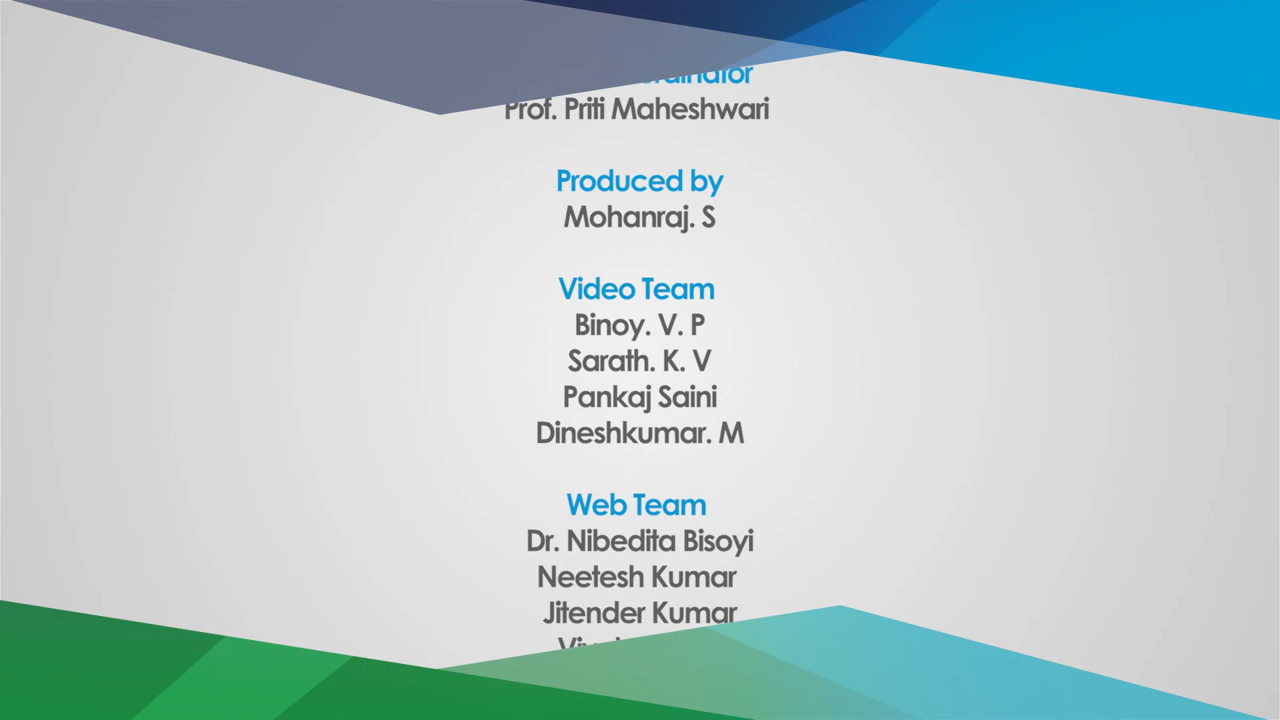 Prof. Priti Maheshwari
Produced by
Mohanraj. S
Video Team
Binoy. V. P
Sarath. K. V
Pankaj Saini
Dineshkumar. M
Web Team
Dr. Nibedita Bisoyi
Neetesh Kumar
Jitender Kumar